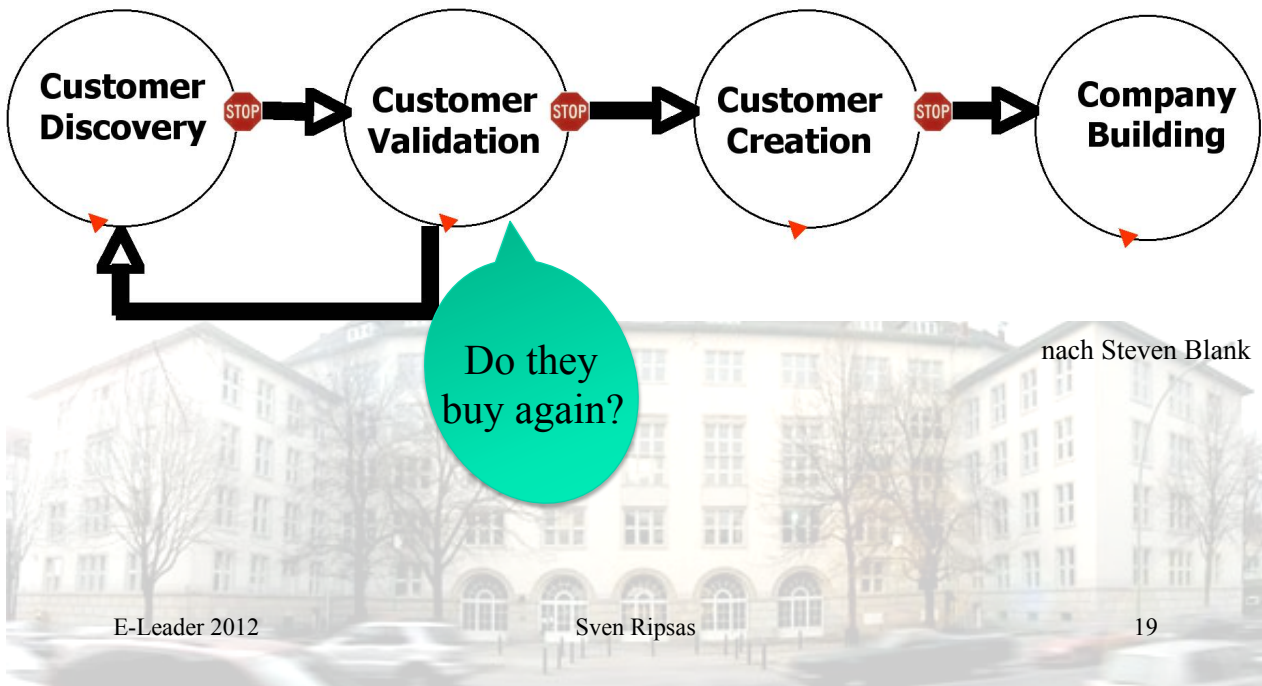 Customer
Discovery
STOP
Customer
Validation
STOP
Customer
Creation
STOP
Company
Building
Do they
buy again?
nach Steven Blank
E-Leader 2012
Sven Ripsas
19